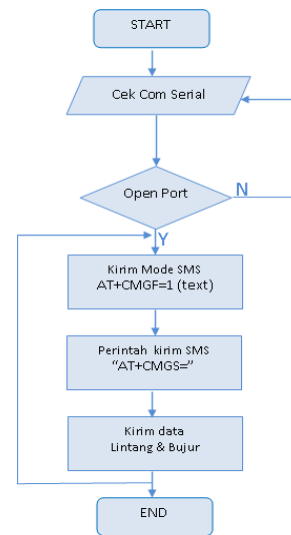 START
Cek Com Serial
Open Port
N
Y
Kirim Mode SMS
AT+CMGF=1 (text)
Perintah kirim SMS
“AT+CMGS=”
Kirim data
Lintang & Bujur
END